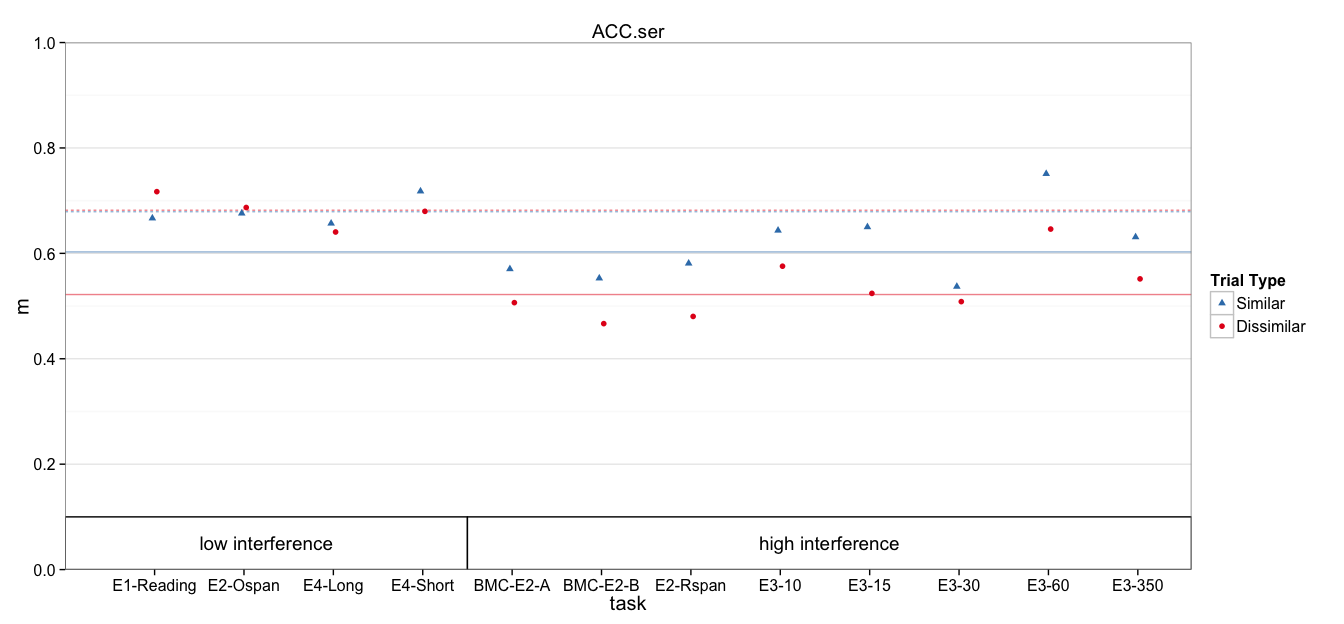 ACC.ser
1.0
0.8
0.6
0.4
0.2
0.0
m
low interference
high interference
E1-Reading E2-Ospan E4-Long E4-Short BMC-E2-A BMC-E2-B E2-Rspan E3-10 E3-15 E3-30 E3-60 E3-350
task
Trial Type
Similar
Dissimilar